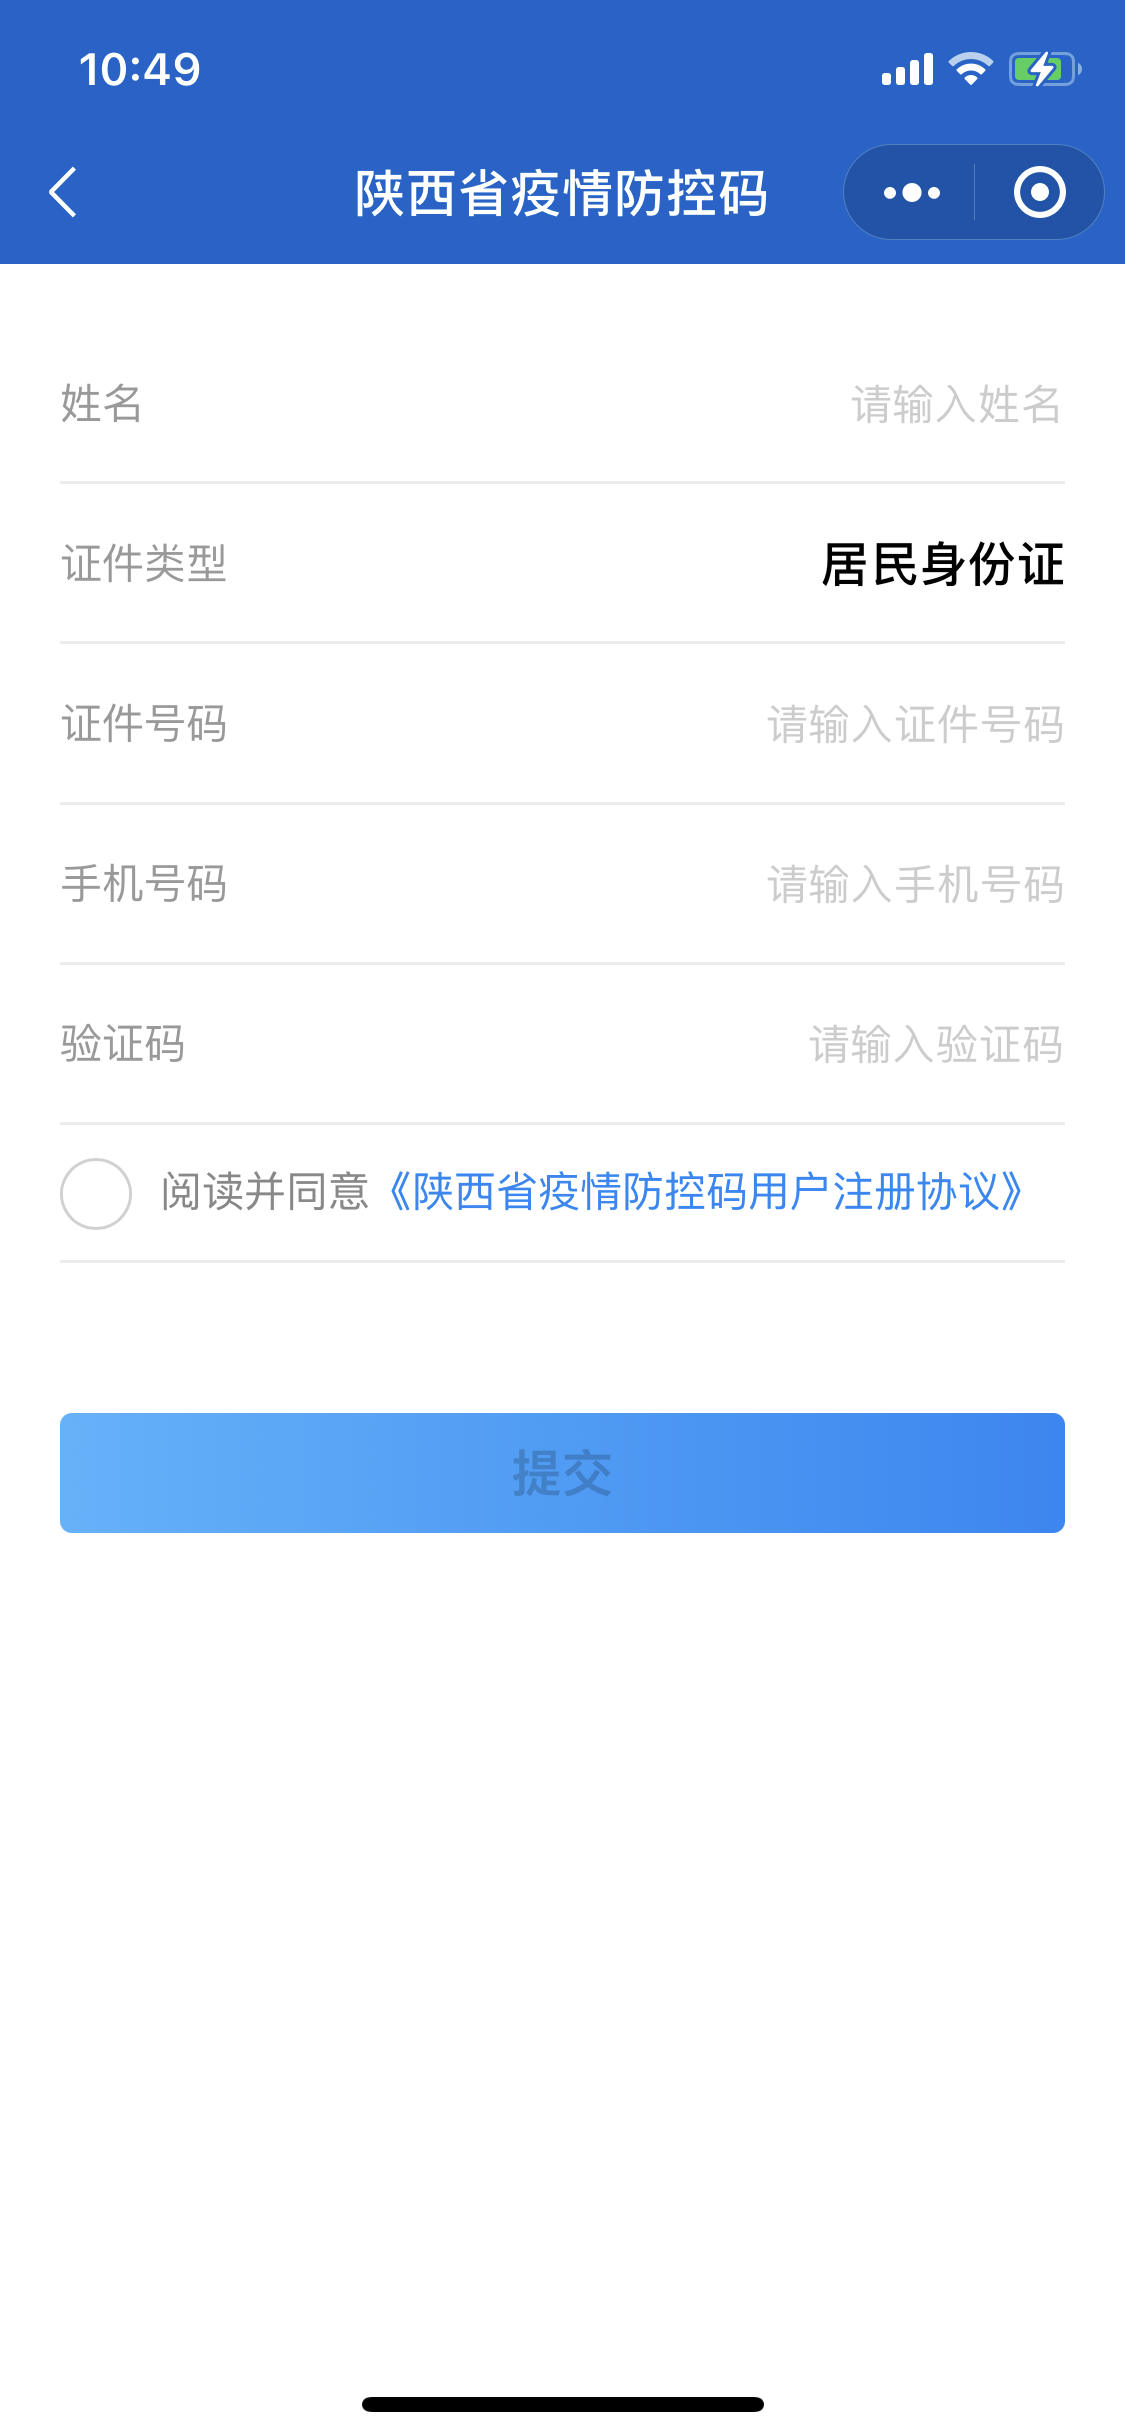 10:49
陕西省疫情防控码
姓名 请输入姓名
证件类型 居民身份证
证件号码 请输入证件号码
手机号码 请输入手机号码
验证码 请输入验证码
阅读并同意《陕西省疫情防控码用户注册协议》
提交